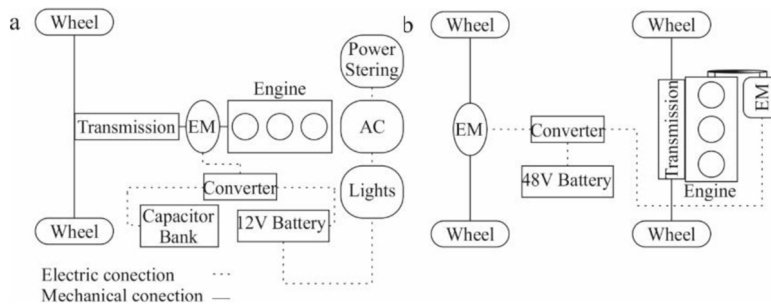 a
Wheel
Transmission
EM
Engine
Power
Stering
AC
Lights
Converter
Capacitor
Bank
12V Battery
Wheel
Electric conection
Mechanical conection
b
Wheel
Wheel
EM
Converter
48V Battery
Transmission
Engine
EM
Wheel
Wheel